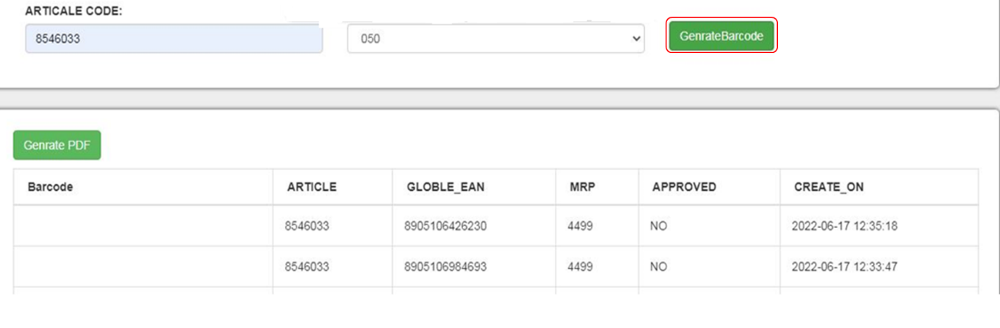 ARTICALE CODE:
8546033 050 GenrateBarcode
Genrate PDF
Barcode ARTICLE GLOBLE_EAN MRP APPROVED CREATE_ON
8546033 8905106426230 4499 NO 2022-06-17 12:35:18
8546033 8905106984693 4499 NO 2022-06-17 12:33:47